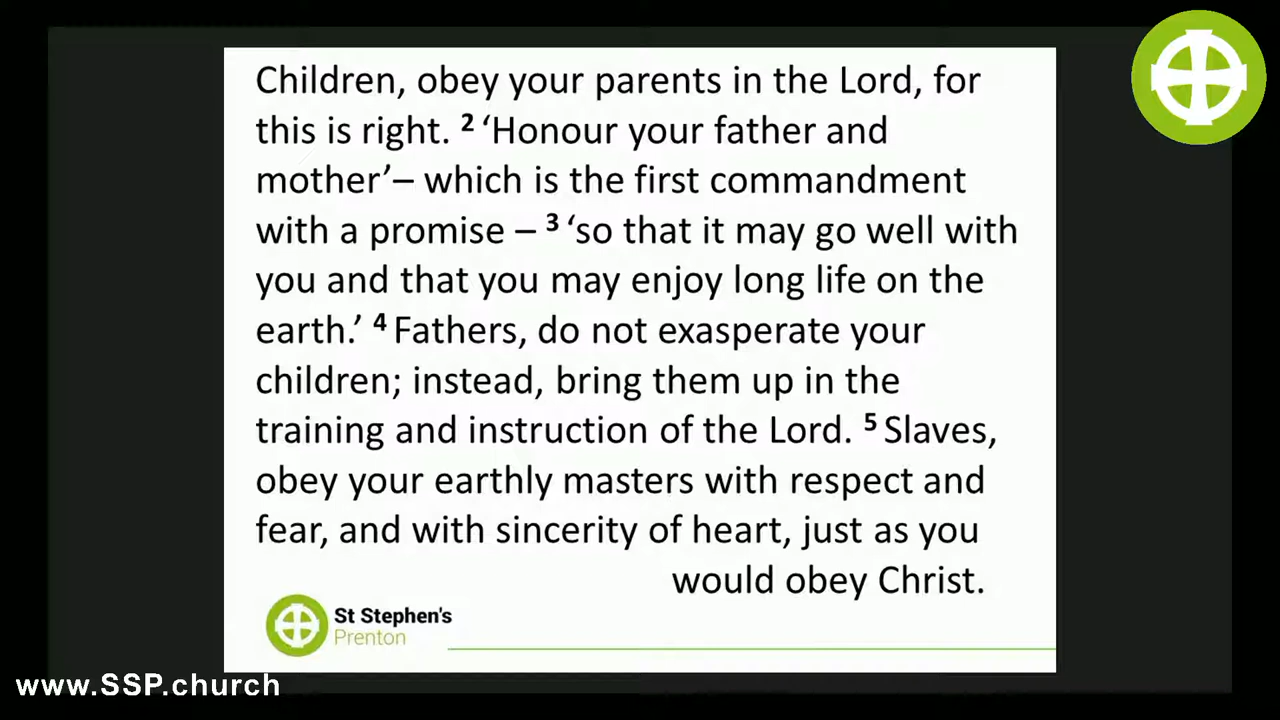 Children, obey your parents in the Lord, for
this is right. 2 ‘Honour your father and
mother’– which is the first commandment
with a promise – 3 ‘so that it may go well with
you and that you may enjoy long life on the
earth.’ 4 Fathers, do not exasperate your
children; instead, bring them up in the
training and instruction of the Lord. 5 Slaves,
obey your earthly masters with respect and
fear, and with sincerity of heart, just as you
would obey Christ.
St Stephen's
Prenton
www.SSP.church